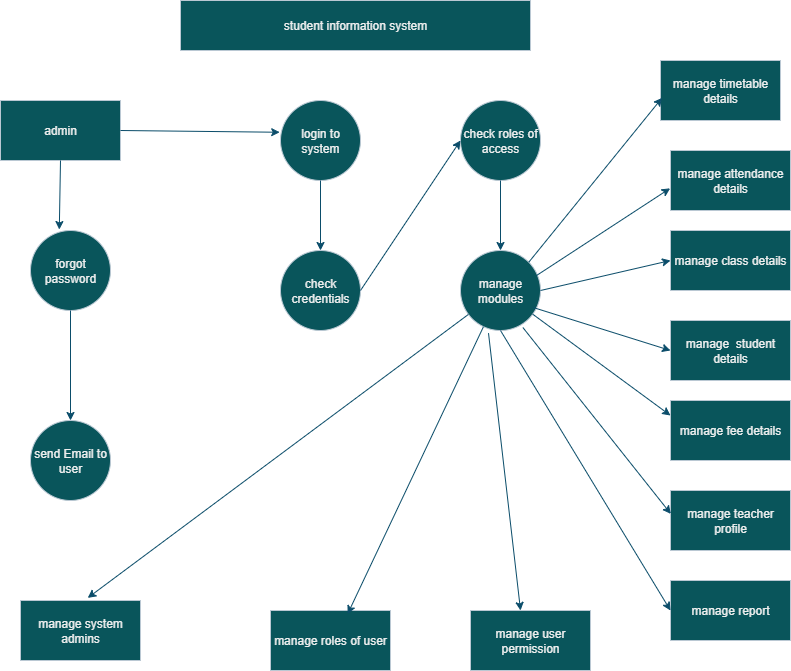 student information system
manage timetable
details
admin
login to
system
check roles of
access
manage attendance
details
forgot
password
check
credentials
manage
modules
manage class details
manage  student
details
manage fee details
send Email to
user
manage teacher
profile
manage report
manage system
admins
manage roles of user
manage user
permission